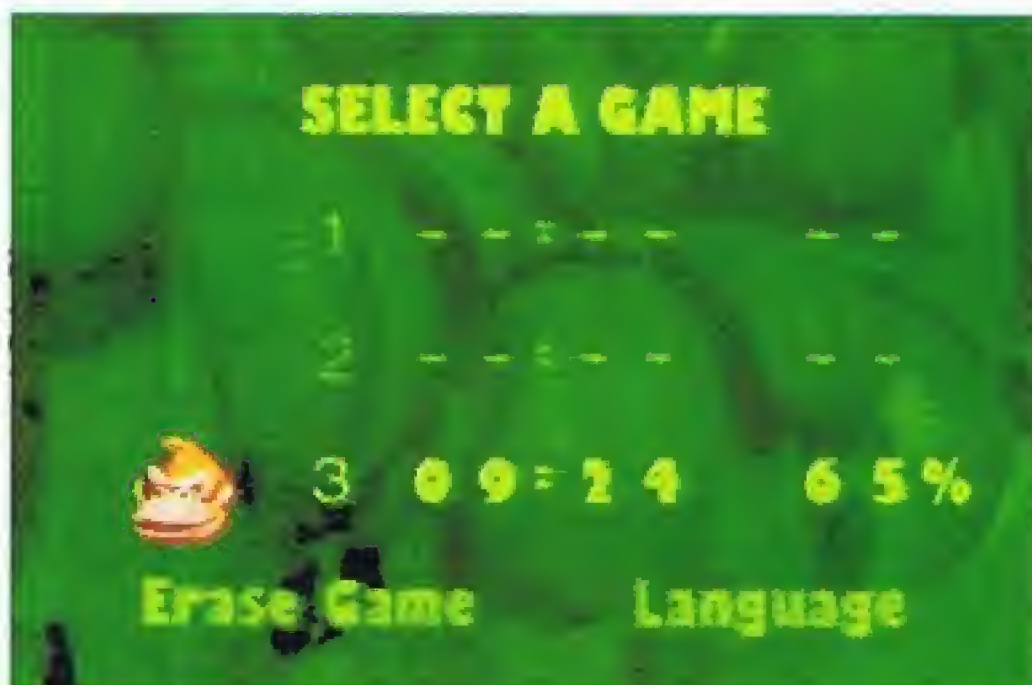 SELECT A GAME
1 - - : - - - -
2 - - : - - - -
3 09:24 65%
Erase Game Language